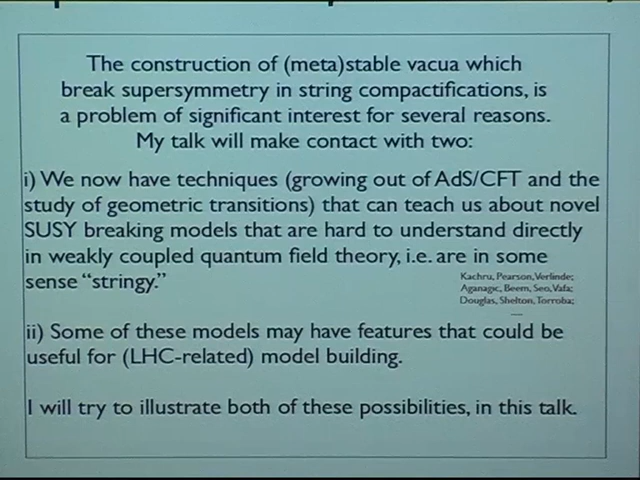 The construction of (meta)stable vacua which
break supersymmetry in string compactifications, is
a problem of significant interest for several reasons.
My talk will make contact with two:
i) We now have techniques (growing out of AdS/CFT and the
study of geometric transitions) that can teach us about novel
SUSY breaking models that are hard to understand directly
in weakly coupled quantum field theory, i.e. are in some
sense “stringy.”
Kachru, Pearson, Verlinde;
Aganagic, Beem, Seo, Vafa;
Douglas, Shelton, Torroba;
ii) Some of these models may have features that could be
useful for (LHC-related) model building.
I will try to illustrate both of these possibilities, in this talk.